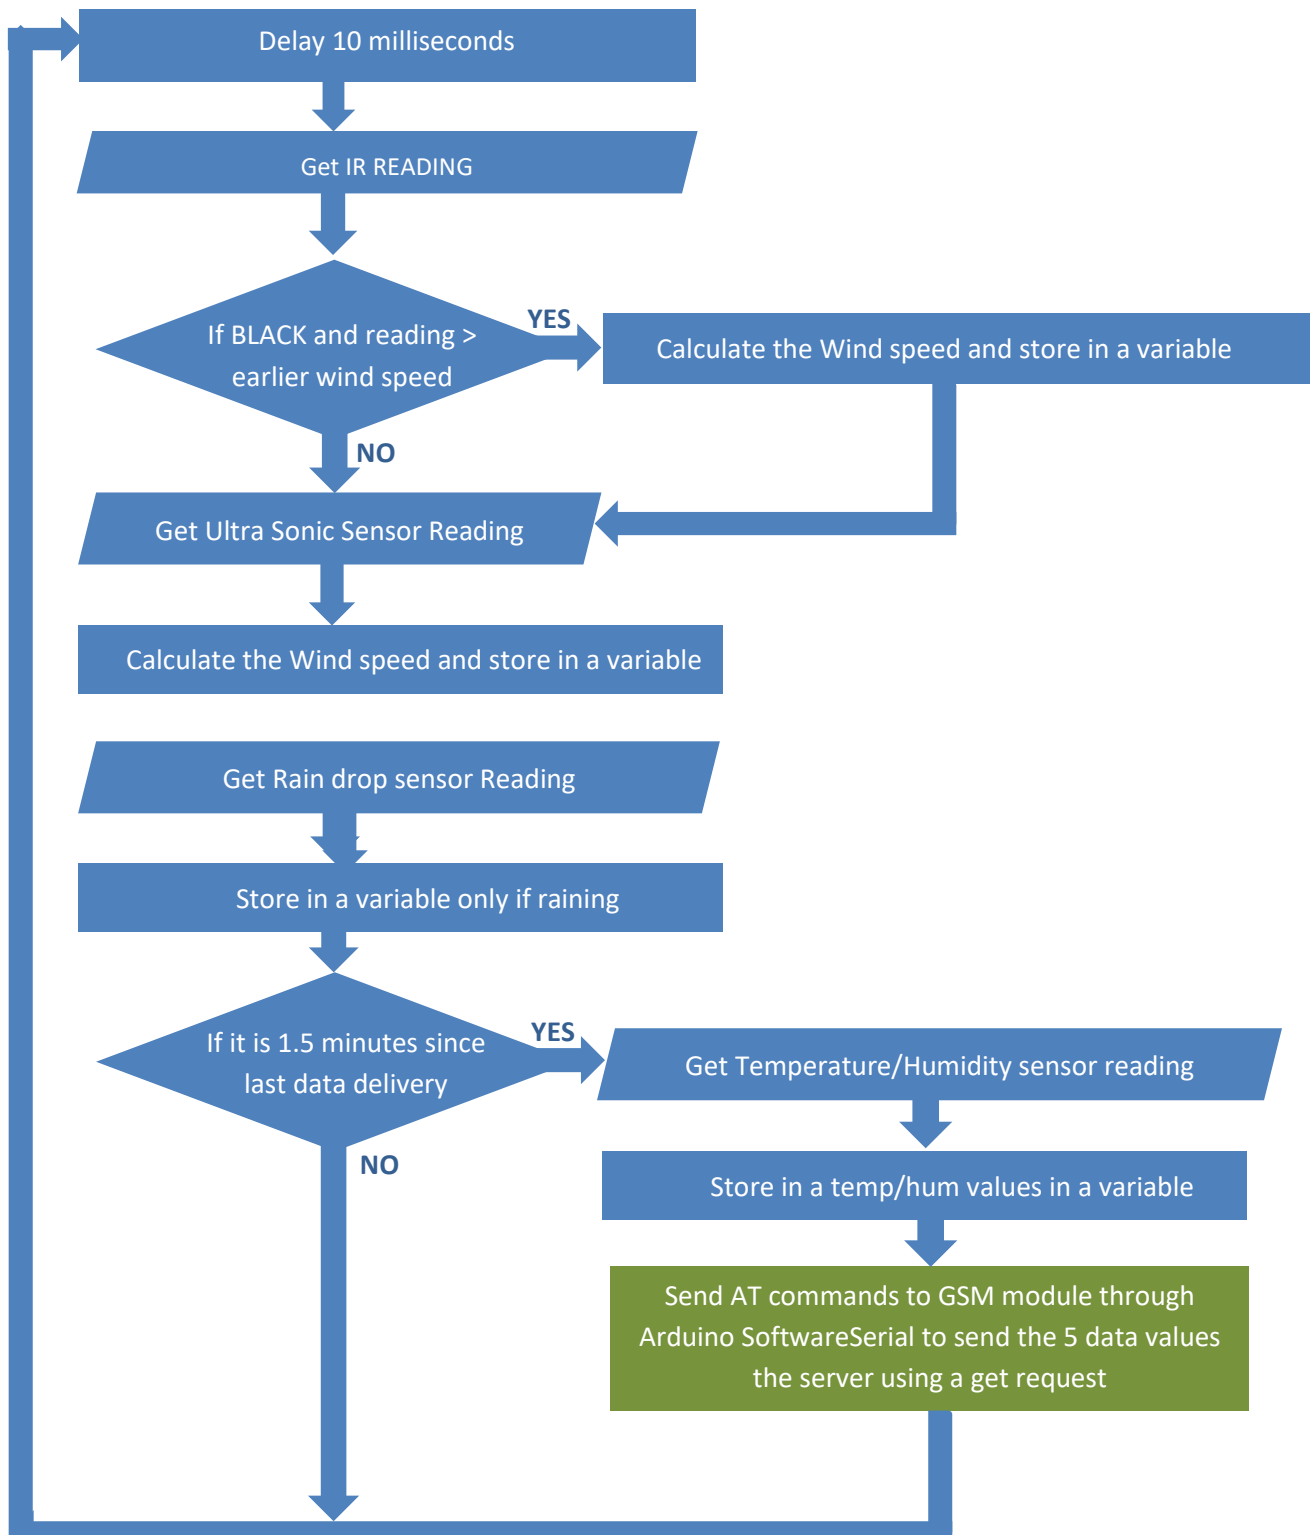 Delay 10 milliseconds
Get IR READING
If BLACK and reading >
earlier wind speed
YES
Calculate the Wind speed and store in a variable
NO
Get Ultra Sonic Sensor Reading
Calculate the Wind speed and store in a variable
Get Rain drop sensor Reading
Store in a variable only if raining
If it is 1.5 minutes since
last data delivery
YES
Get Temperature/Humidity sensor reading
NO
Store in a temp/hum values in a variable
Send AT commands to GSM module through
Arduino SoftwareSerial to send the 5 data values
the server using a get request